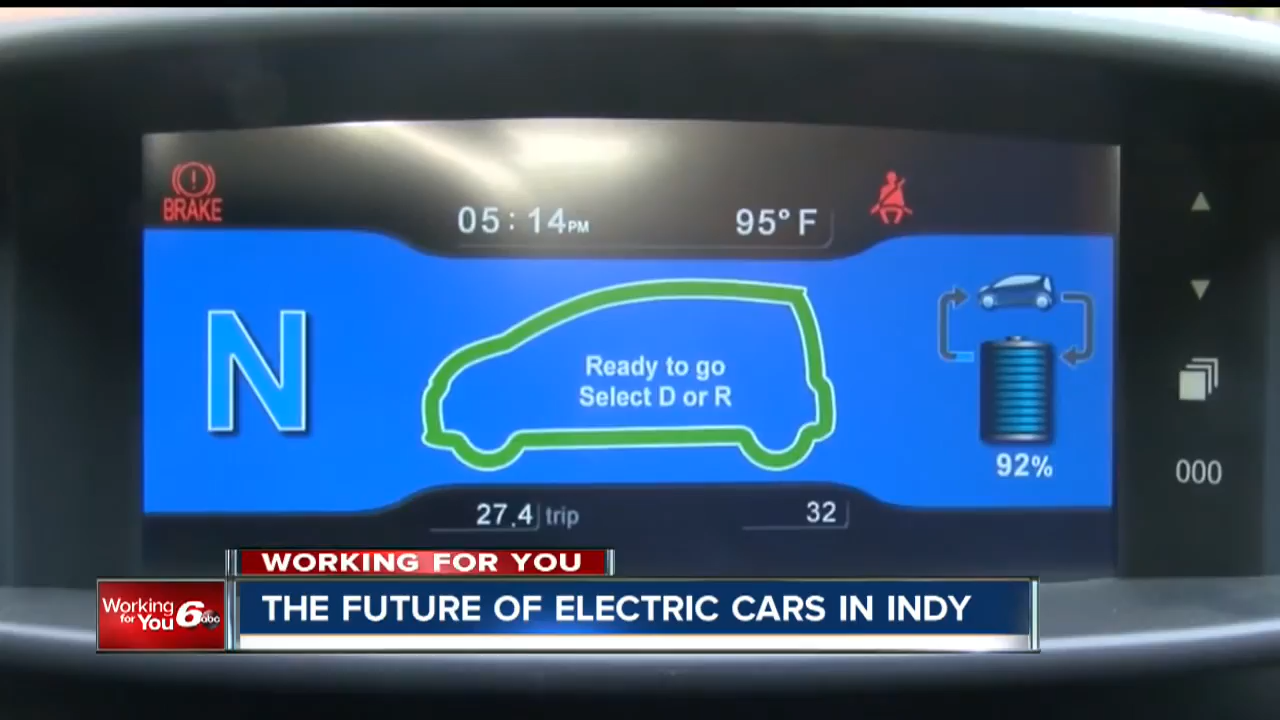 BRAKE
05:14PM
95° F
N
Ready to go
Select D or R
92%
000
27.4 trip
32
WORKING FOR YOU
Working
for You 6 abc
THE FUTURE OF ELECTRIC CARS IN INDY